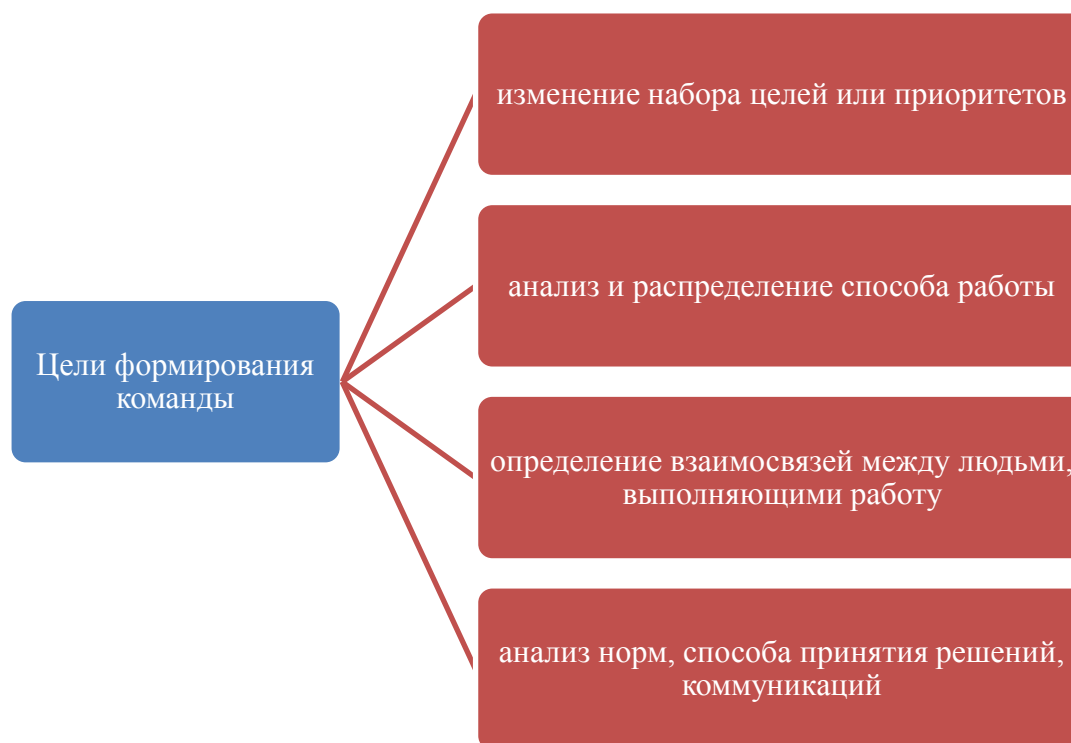 изменение набора целей или приоритетов
анализ и распределение способа работы
Цели формирования
команды
определение взаимосвязей между людьми,
выполняющими работу
анализ норм, способа принятия решений,
коммуникаций